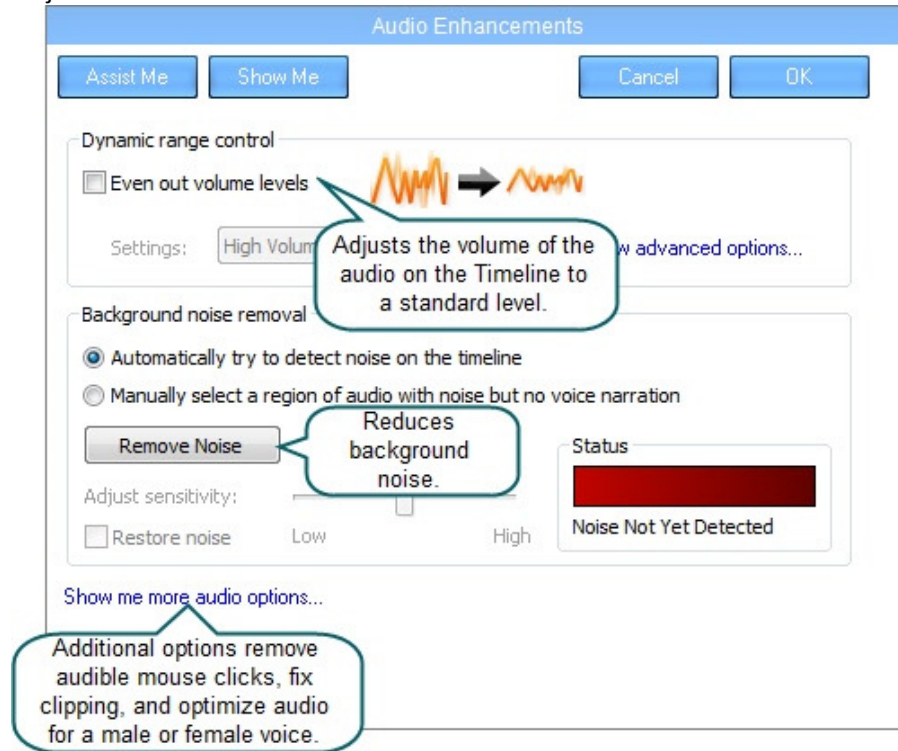 Audio Enhancements
Assist Me Show Me Cancel OK
Dynamic range control
Even out volume levels
Settings: High Volum
Adjusts the volume of the
audio on the Timeline to
a standard level.
advanced options...
Background noise removal
Automatically try to detect noise on the timeline
Manually select a region of audio with noise but no voice narration
Remove Noise
Reduces
background
noise.
Status
Noise Not Yet Detected
Adjust sensitivity:
Restore noise Low High
Show me more audio options...
Additional options remove
audible mouse clicks, fix
clipping, and optimize audio
for a male or female voice.